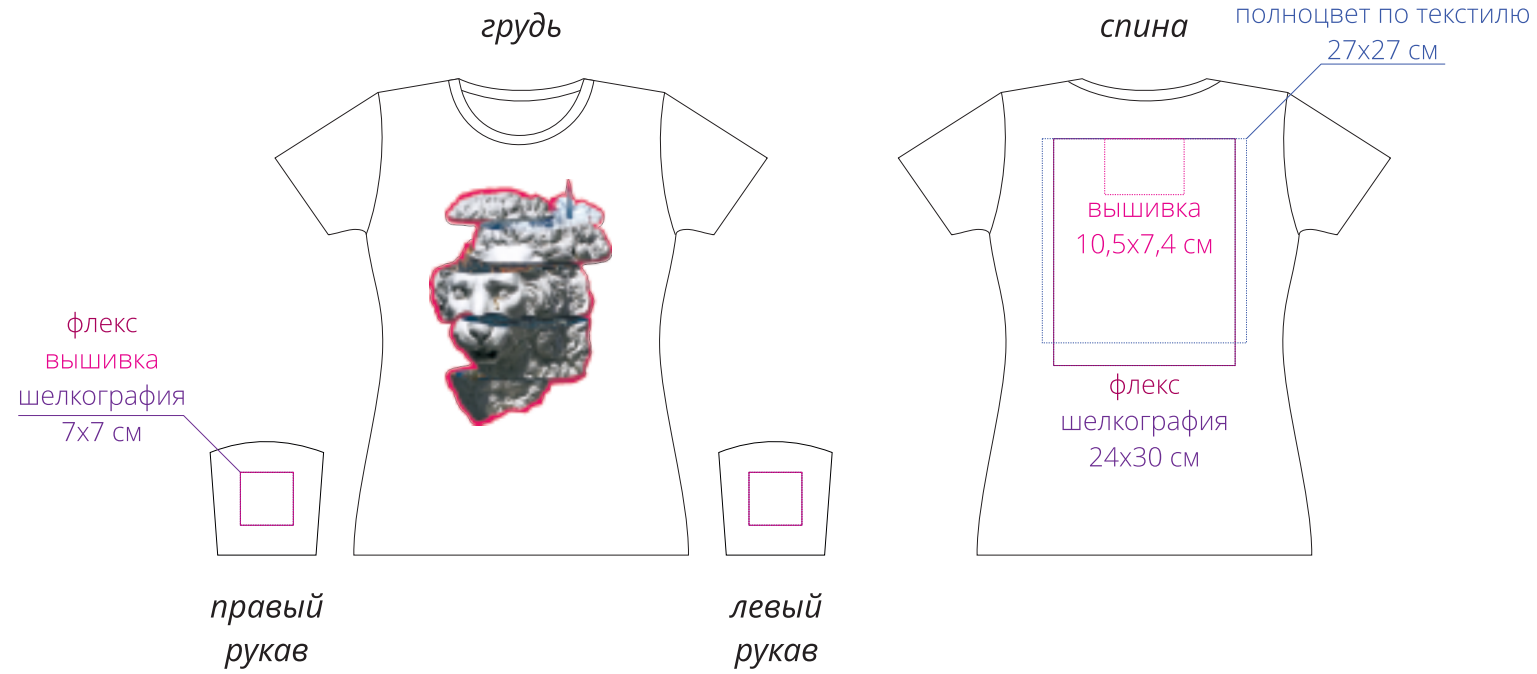 грудь
спина
полноцвет по текстилю
27х27 см
вышивка
10,5х7,4 см
флекс
вышивка
шелкография
7х7 см
флекс
шелкография
24х30 см
правый
рукав
левый
рукав